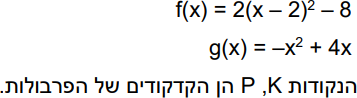 f(x) = 2(x – 2)² – 8
g(x) = –x² + 4x
הנקודות P ,K הן הקדקודים של הפרבולות.